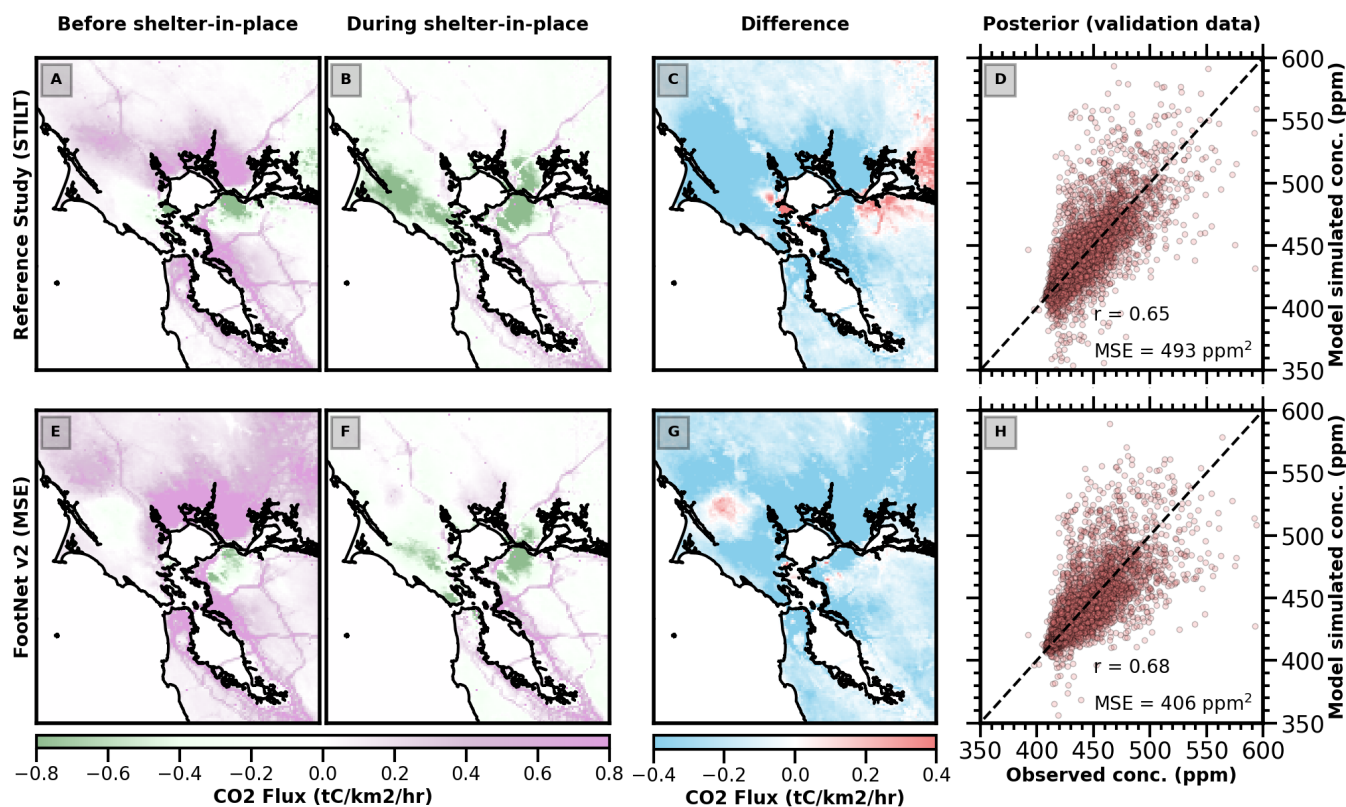 Before shelter-in-place
During shelter-in-place
Difference
Posterior (validation data)
Reference Study (STILT)
A
B
C
D
r = 0.65
MSE = 493 ppm²
600
550
500
450
400
350
Model simulated conc. (ppm)
FootNet v2 (MSE)
E
F
G
H
r = 0.68
MSE = 406 ppm²
600
550
500
450
400
350
Model simulated conc. (ppm)
−0.8 −0.6 −0.4 −0.2 0.0 0.2 0.4 0.6 0.8
CO2 Flux (tC/km2/hr)
−0.4 −0.2 0.0 0.2 0.4
CO2 Flux (tC/km2/hr)
350 400 450 500 550 600
Observed conc. (ppm)